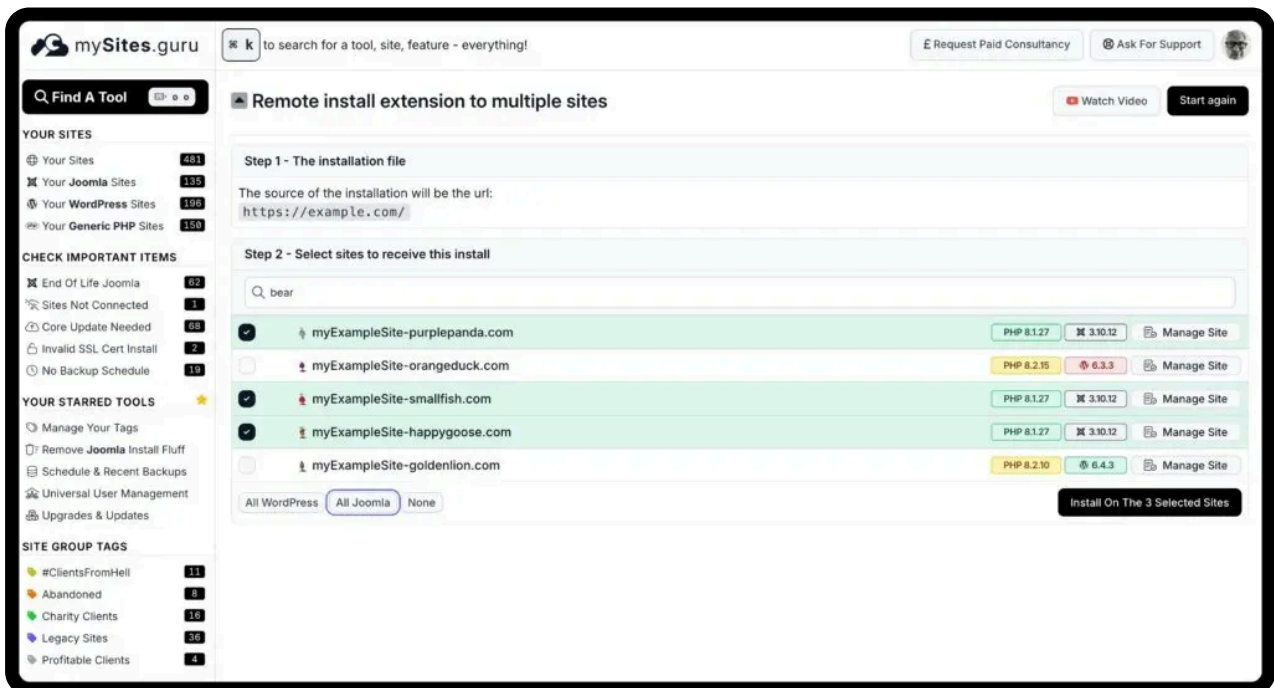 mySites.guru
⌘ k to search for a tool, site, feature - everything!
£ Request Paid Consultancy
Ask For Support
Find A Tool
YOUR SITES
Your Sites 481
Your Joomla Sites 135
Your WordPress Sites 196
Your Generic PHP Sites 150
CHECK IMPORTANT ITEMS
End Of Life Joomla 62
Sites Not Connected 1
Core Update Needed 68
Invalid SSL Cert Install 2
No Backup Schedule 19
YOUR STARRED TOOLS
Manage Your Tags
Remove Joomla Install Fluff
Schedule & Recent Backups
Universal User Management
Upgrades & Updates
SITE GROUP TAGS
#ClientsFromHell 11
Abandoned 8
Charity Clients 16
Legacy Sites 36
Profitable Clients 4
Remote install extension to multiple sites
Watch Video
Start again
Step 1 - The installation file
The source of the installation will be the url:
https://example.com/
Step 2 - Select sites to receive this install
bear
myExampleSite-purplepanda.com PHP 8.1.27 3.10.12 Manage Site
myExampleSite-orangeduck.com PHP 8.2.15 6.3.3 Manage Site
myExampleSite-smallfish.com PHP 8.1.27 3.10.12 Manage Site
myExampleSite-happygoose.com PHP 8.1.27 3.10.12 Manage Site
myExampleSite-goldenlion.com PHP 8.2.10 6.4.3 Manage Site
All WordPress All Joomla None
Install On The 3 Selected Sites